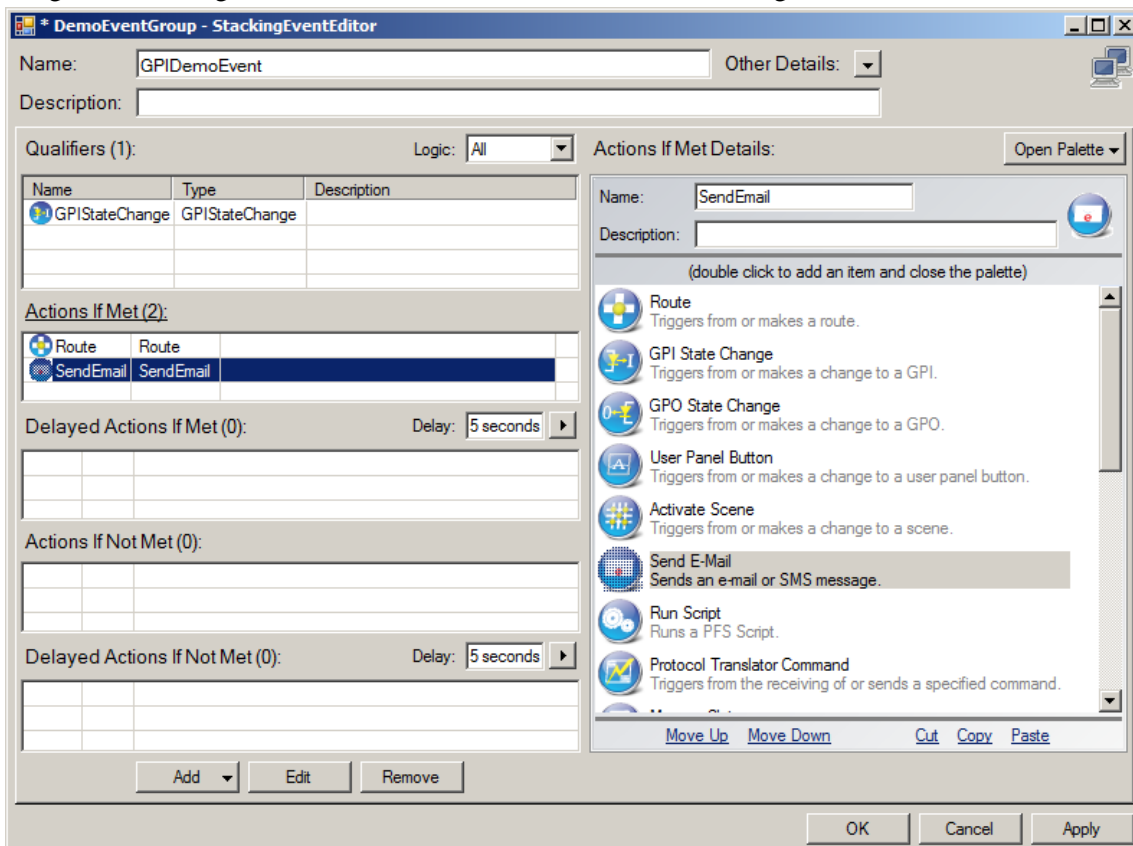 * DemoEventGroup - StackingEventEditor
Name: GPIDemoEvent Other Details:
Description:
Qualifiers (1): Logic: All
Name Type Description
GPIStateChange GPIStateChange
Actions If Met (2):
Route Route
SendEmail SendEmail
Delayed Actions If Met (0): Delay: 5 seconds
Actions If Not Met (0):
Delayed Actions If Not Met (0): Delay: 5 seconds
Add Edit Remove
Actions If Met Details: Open Palette
Name: SendEmail
Description:
(double click to add an item and close the palette)
Route
Triggers from or makes a route.
GPI State Change
Triggers from or makes a change to a GPI.
GPO State Change
Triggers from or makes a change to a GPO.
User Panel Button
Triggers from or makes a change to a user panel button.
Activate Scene
Triggers from or makes a change to a scene.
Send E-Mail
Sends an e-mail or SMS message.
Run Script
Runs a PFS Script.
Protocol Translator Command
Triggers from the receiving of or sends a specified command.
Move Up Move Down Cut Copy Paste
OK Cancel Apply